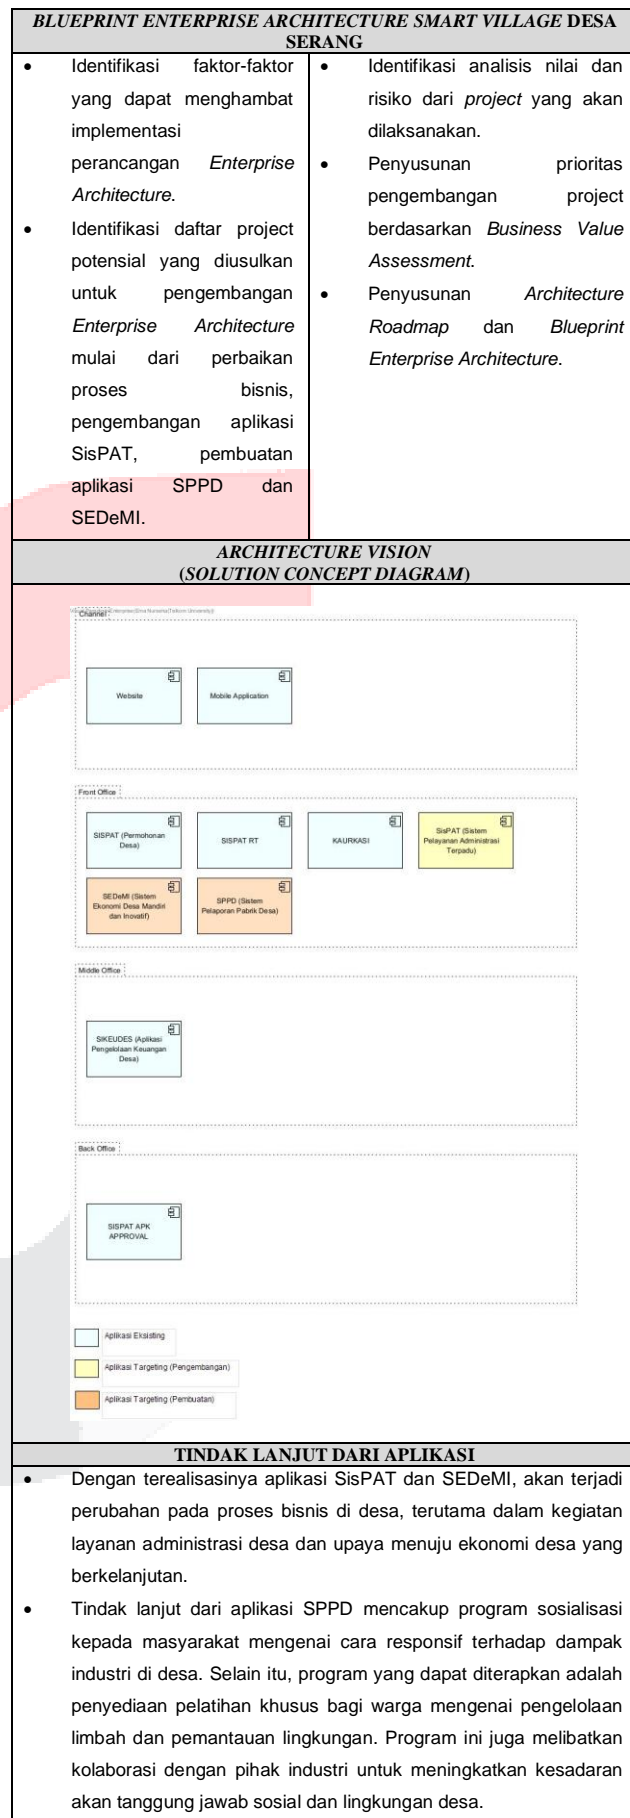 BLUEPRINT ENTERPRISE ARCHITECTURE SMART VILLAGE DESA
SERANG
• Identifikasi faktor-faktor
yang dapat menghambat
implementasi
perancangan Enterprise
Architecture.
• Identifikasi daftar project
potensial yang diusulkan
untuk pengembangan
Enterprise Architecture
mulai dari perbaikan
proses bisnis,
pengembangan aplikasi
SisPAT, pembuatan
aplikasi SPPD dan
SEDeMI.
• Identifikasi analisis nilai dan
risiko dari project yang akan
dilaksanakan.
• Penyusunan prioritas
pengembangan project
berdasarkan Business Value
Assessment.
• Penyusunan Architecture
Roadmap dan Blueprint
Enterprise Architecture.
ARCHITECTURE VISION
(SOLUTION CONCEPT DIAGRAM)
Channel
Website
Mobile Application
Front Office
SISPAT (Permohonan
Desa)
SISPAT RT
KAURKASI
SisPAT (Sistem
Pelayanan Administrasi
Terpadu)
SEDeMI (Sistem
Ekonomi Desa Mandiri
dan Inovatif)
SPPD (Sistem
Pelaporan Pabrik Desa)
Middle Office
SIKEUDES (Aplikasi
Pengelolaan Keuangan
Desa)
Back Office
SISPAT APK
APPROVAL
Aplikasi Eksisting
Aplikasi Targeting (Pengembangan)
Aplikasi Targeting (Pembuatan)
TINDAK LANJUT DARI APLIKASI
• Dengan terealisasinya aplikasi SisPAT dan SEDeMI, akan terjadi
perubahan pada proses bisnis di desa, terutama dalam kegiatan
layanan administrasi desa dan upaya menuju ekonomi desa yang
berkelanjutan.
• Tindak lanjut dari aplikasi SPPD mencakup program sosialisasi
kepada masyarakat mengenai cara responsif terhadap dampak
industri di desa. Selain itu, program yang dapat diterapkan adalah
penyediaan pelatihan khusus bagi warga mengenai pengelolaan
limbah dan pemantauan lingkungan. Program ini juga melibatkan
kolaborasi dengan pihak industri untuk meningkatkan kesadaran
akan tanggung jawab sosial dan lingkungan desa.